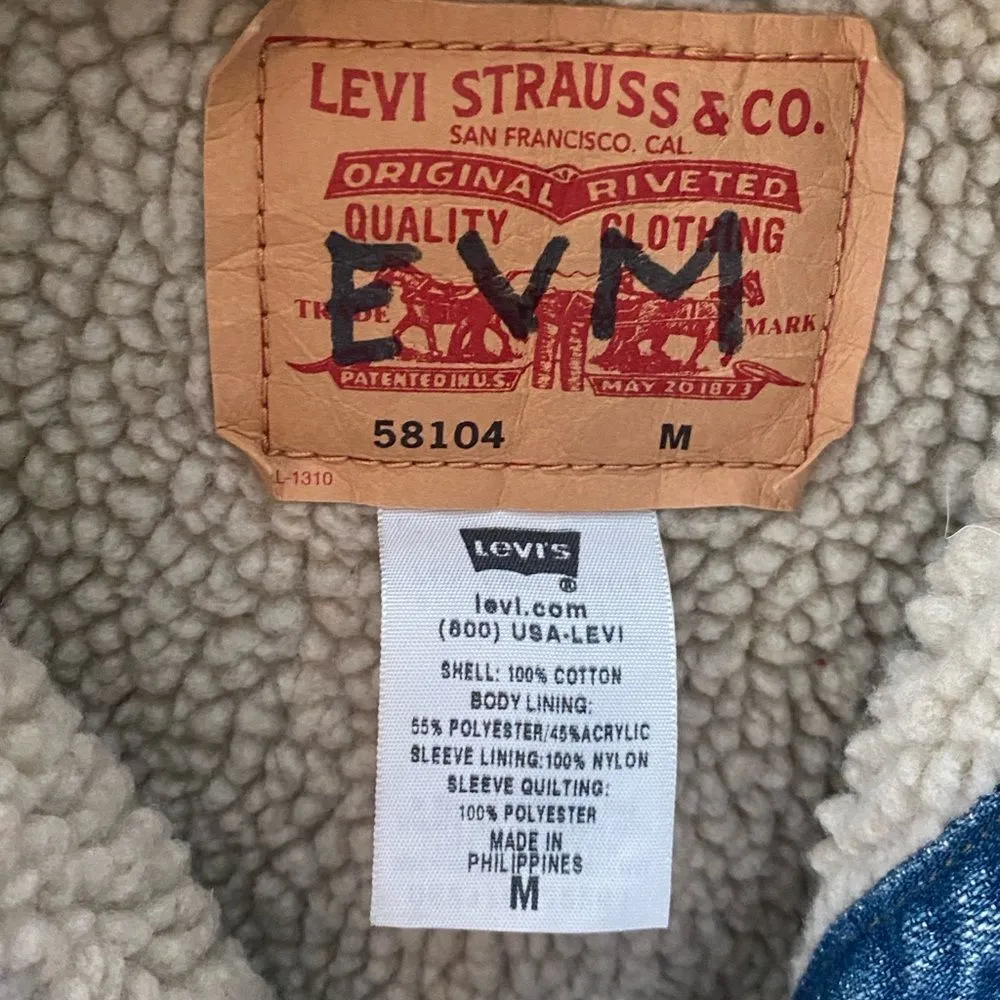 LEVI STRAUSS & CO.
SAN FRANCISCO. CAL.
ORIGINAL RIVETED
QUALITY CLOTHING
EVM
TRADE MARK
PATENTED IN U.S. MAY 20 1873
58104 M
L-1310
Levi's
®
levi.com
(800) USA-LEVI
SHELL: 100% COTTON
BODY LINING:
55% POLYESTER/45%ACRYLIC
SLEEVE LINING:100% NYLON
SLEEVE QUILTING:
100% POLYESTER
MADE IN
PHILIPPINES
M